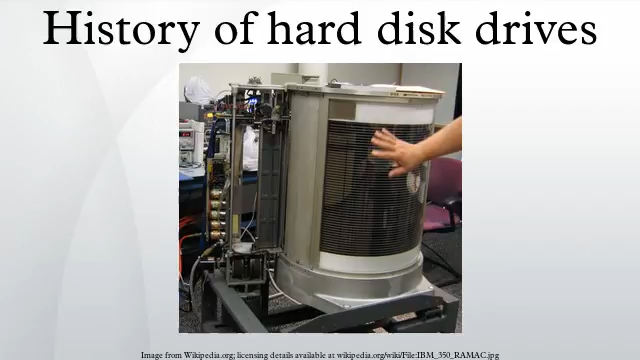 History of hard disk drives
Image from Wikipedia.org; licensing details available at wikipedia.org/wiki/File:IBM_350_RAMAC.jpg